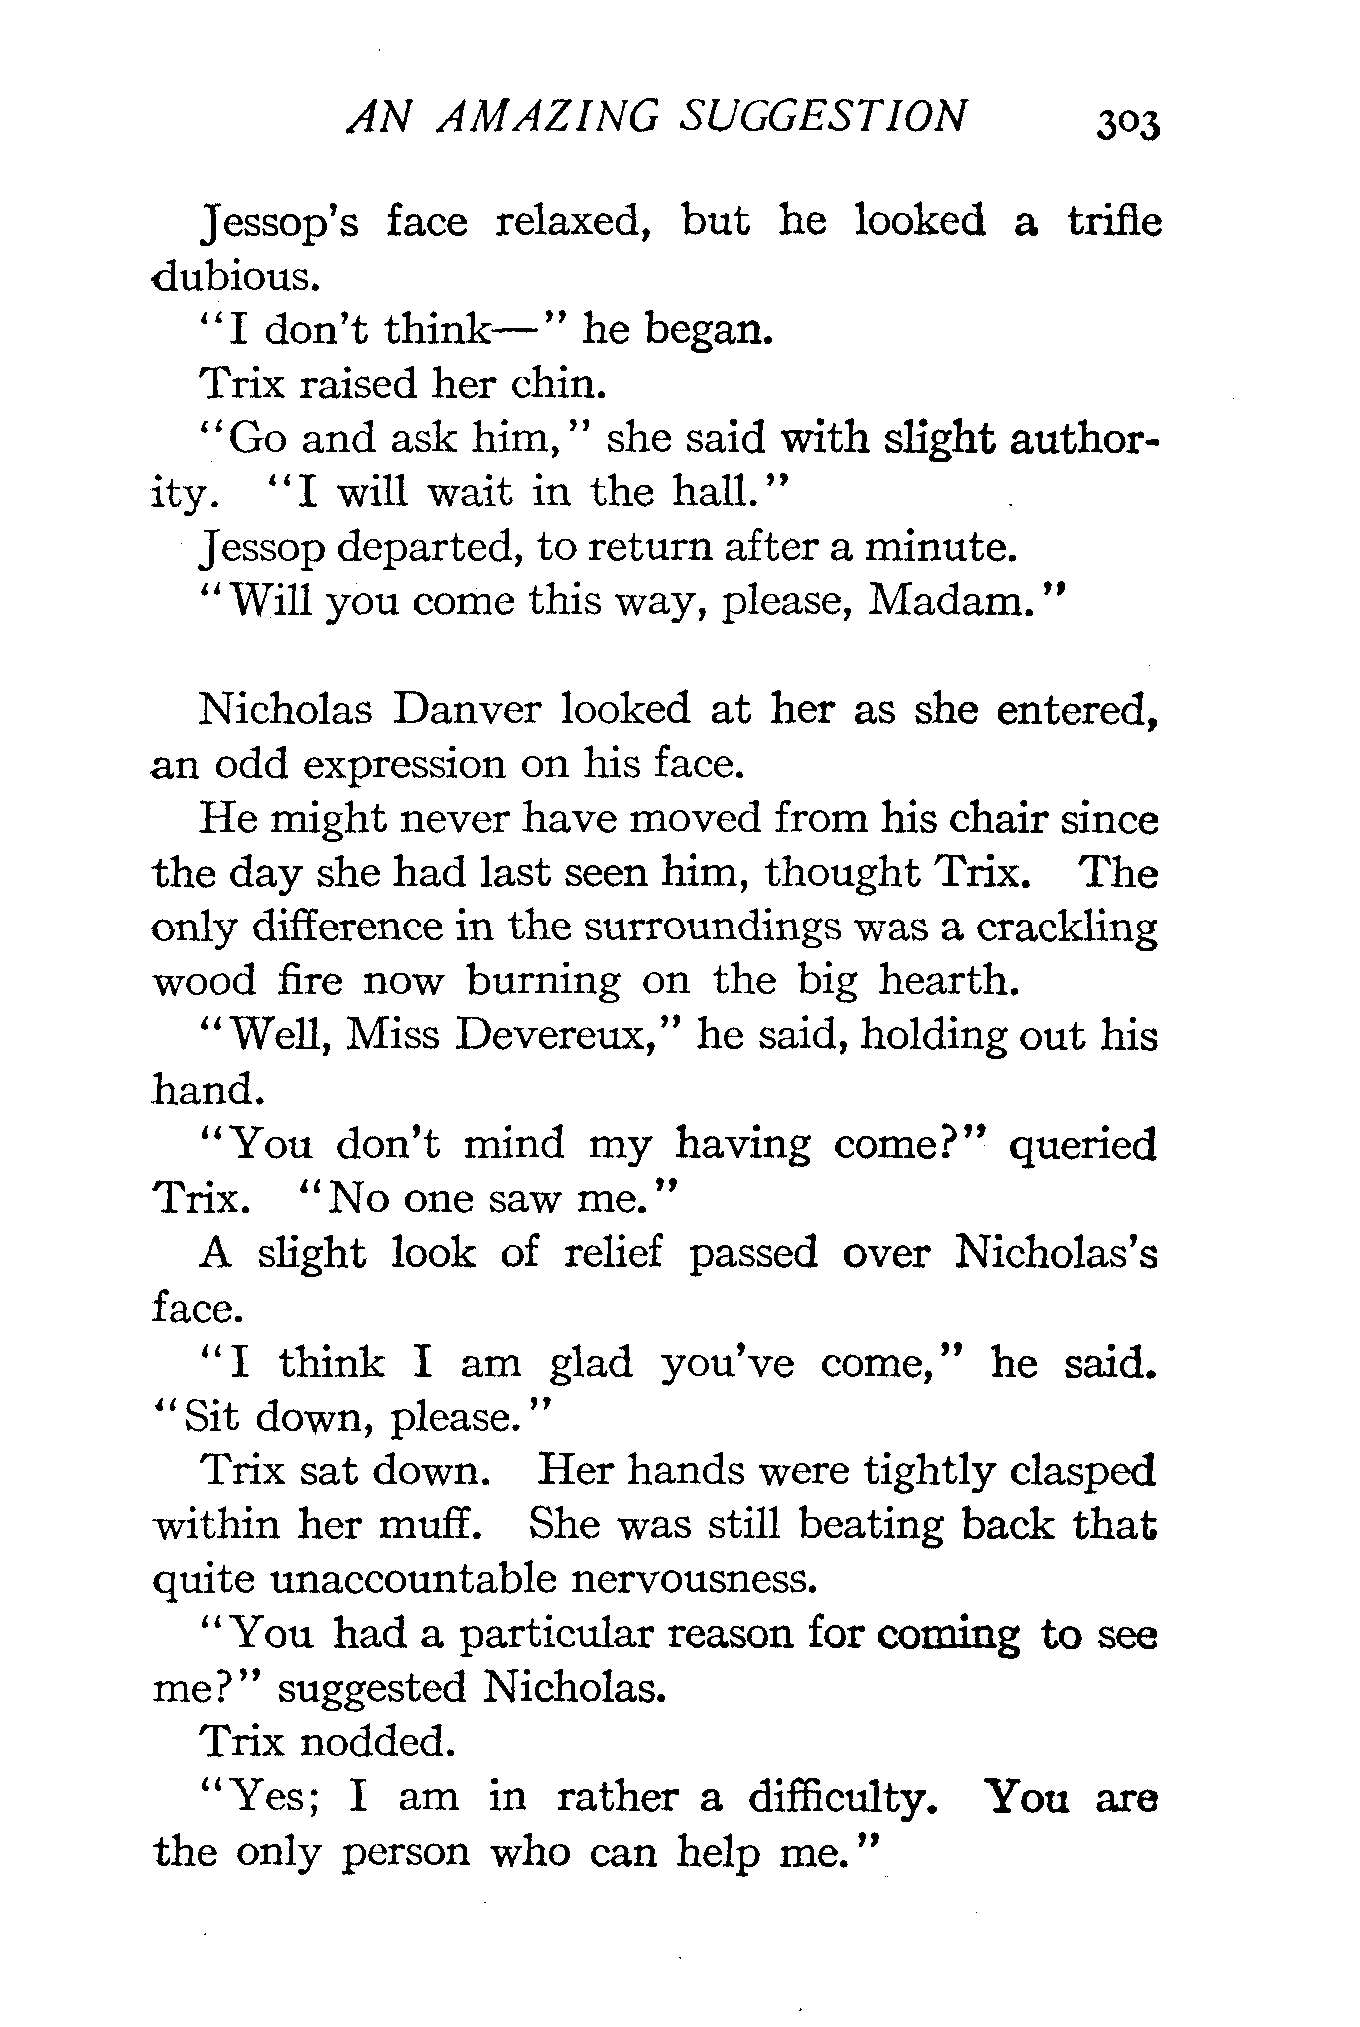 AN AMAZING SUGGESTION 303
Jessop's face relaxed, but he looked a trifle
dubious.
"I don't think—" he began.
Trix raised her chin.
"Go and ask him," she said with slight author-
ity. "I will wait in the hall."
Jessop departed, to return after a minute.
"Will you come this way, please, Madam."
Nicholas Danver looked at her as she entered,
an odd expression on his face.
He might never have moved from his chair since
the day she had last seen him, thought Trix. The
only difference in the surroundings was a crackling
wood fire now burning on the big hearth.
"Well, Miss Devereux," he said, holding out his
hand.
"You don't mind my having come?" queried
Trix. "No one saw me."
A slight look of relief passed over Nicholas's
face.
"I think I am glad you've come," he said.
"Sit down, please."
Trix sat down. Her hands were tightly clasped
within her muff. She was still beating back that
quite unaccountable nervousness.
"You had a particular reason for coming to see
me?" suggested Nicholas.
Trix nodded.
"Yes; I am in rather a difficulty. You are
the only person who can help me."